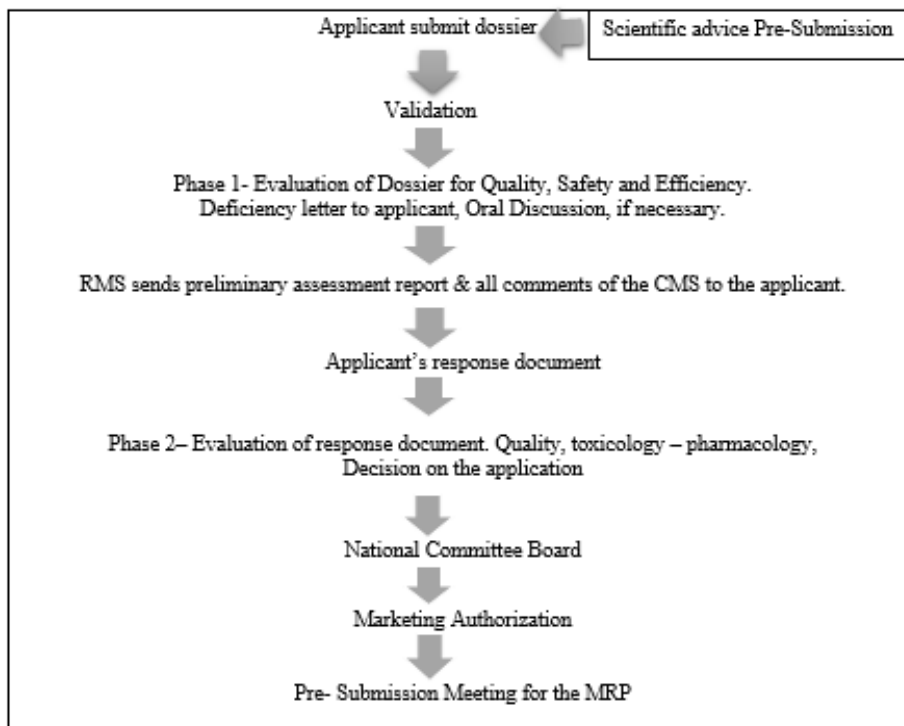 Applicant submit dossier
Scientific advice Pre-Submission
Validation
Phase 1- Evaluation of Dossier for Quality, Safety and Efficiency.
Deficiency letter to applicant, Oral Discussion, if necessary.
RMS sends preliminary assessment report & all comments of the CMS to the applicant.
Applicant’s response document
Phase 2– Evaluation of response document. Quality, toxicology – pharmacology,
Decision on the application
National Committee Board
Marketing Authorization
Pre- Submission Meeting for the MRP